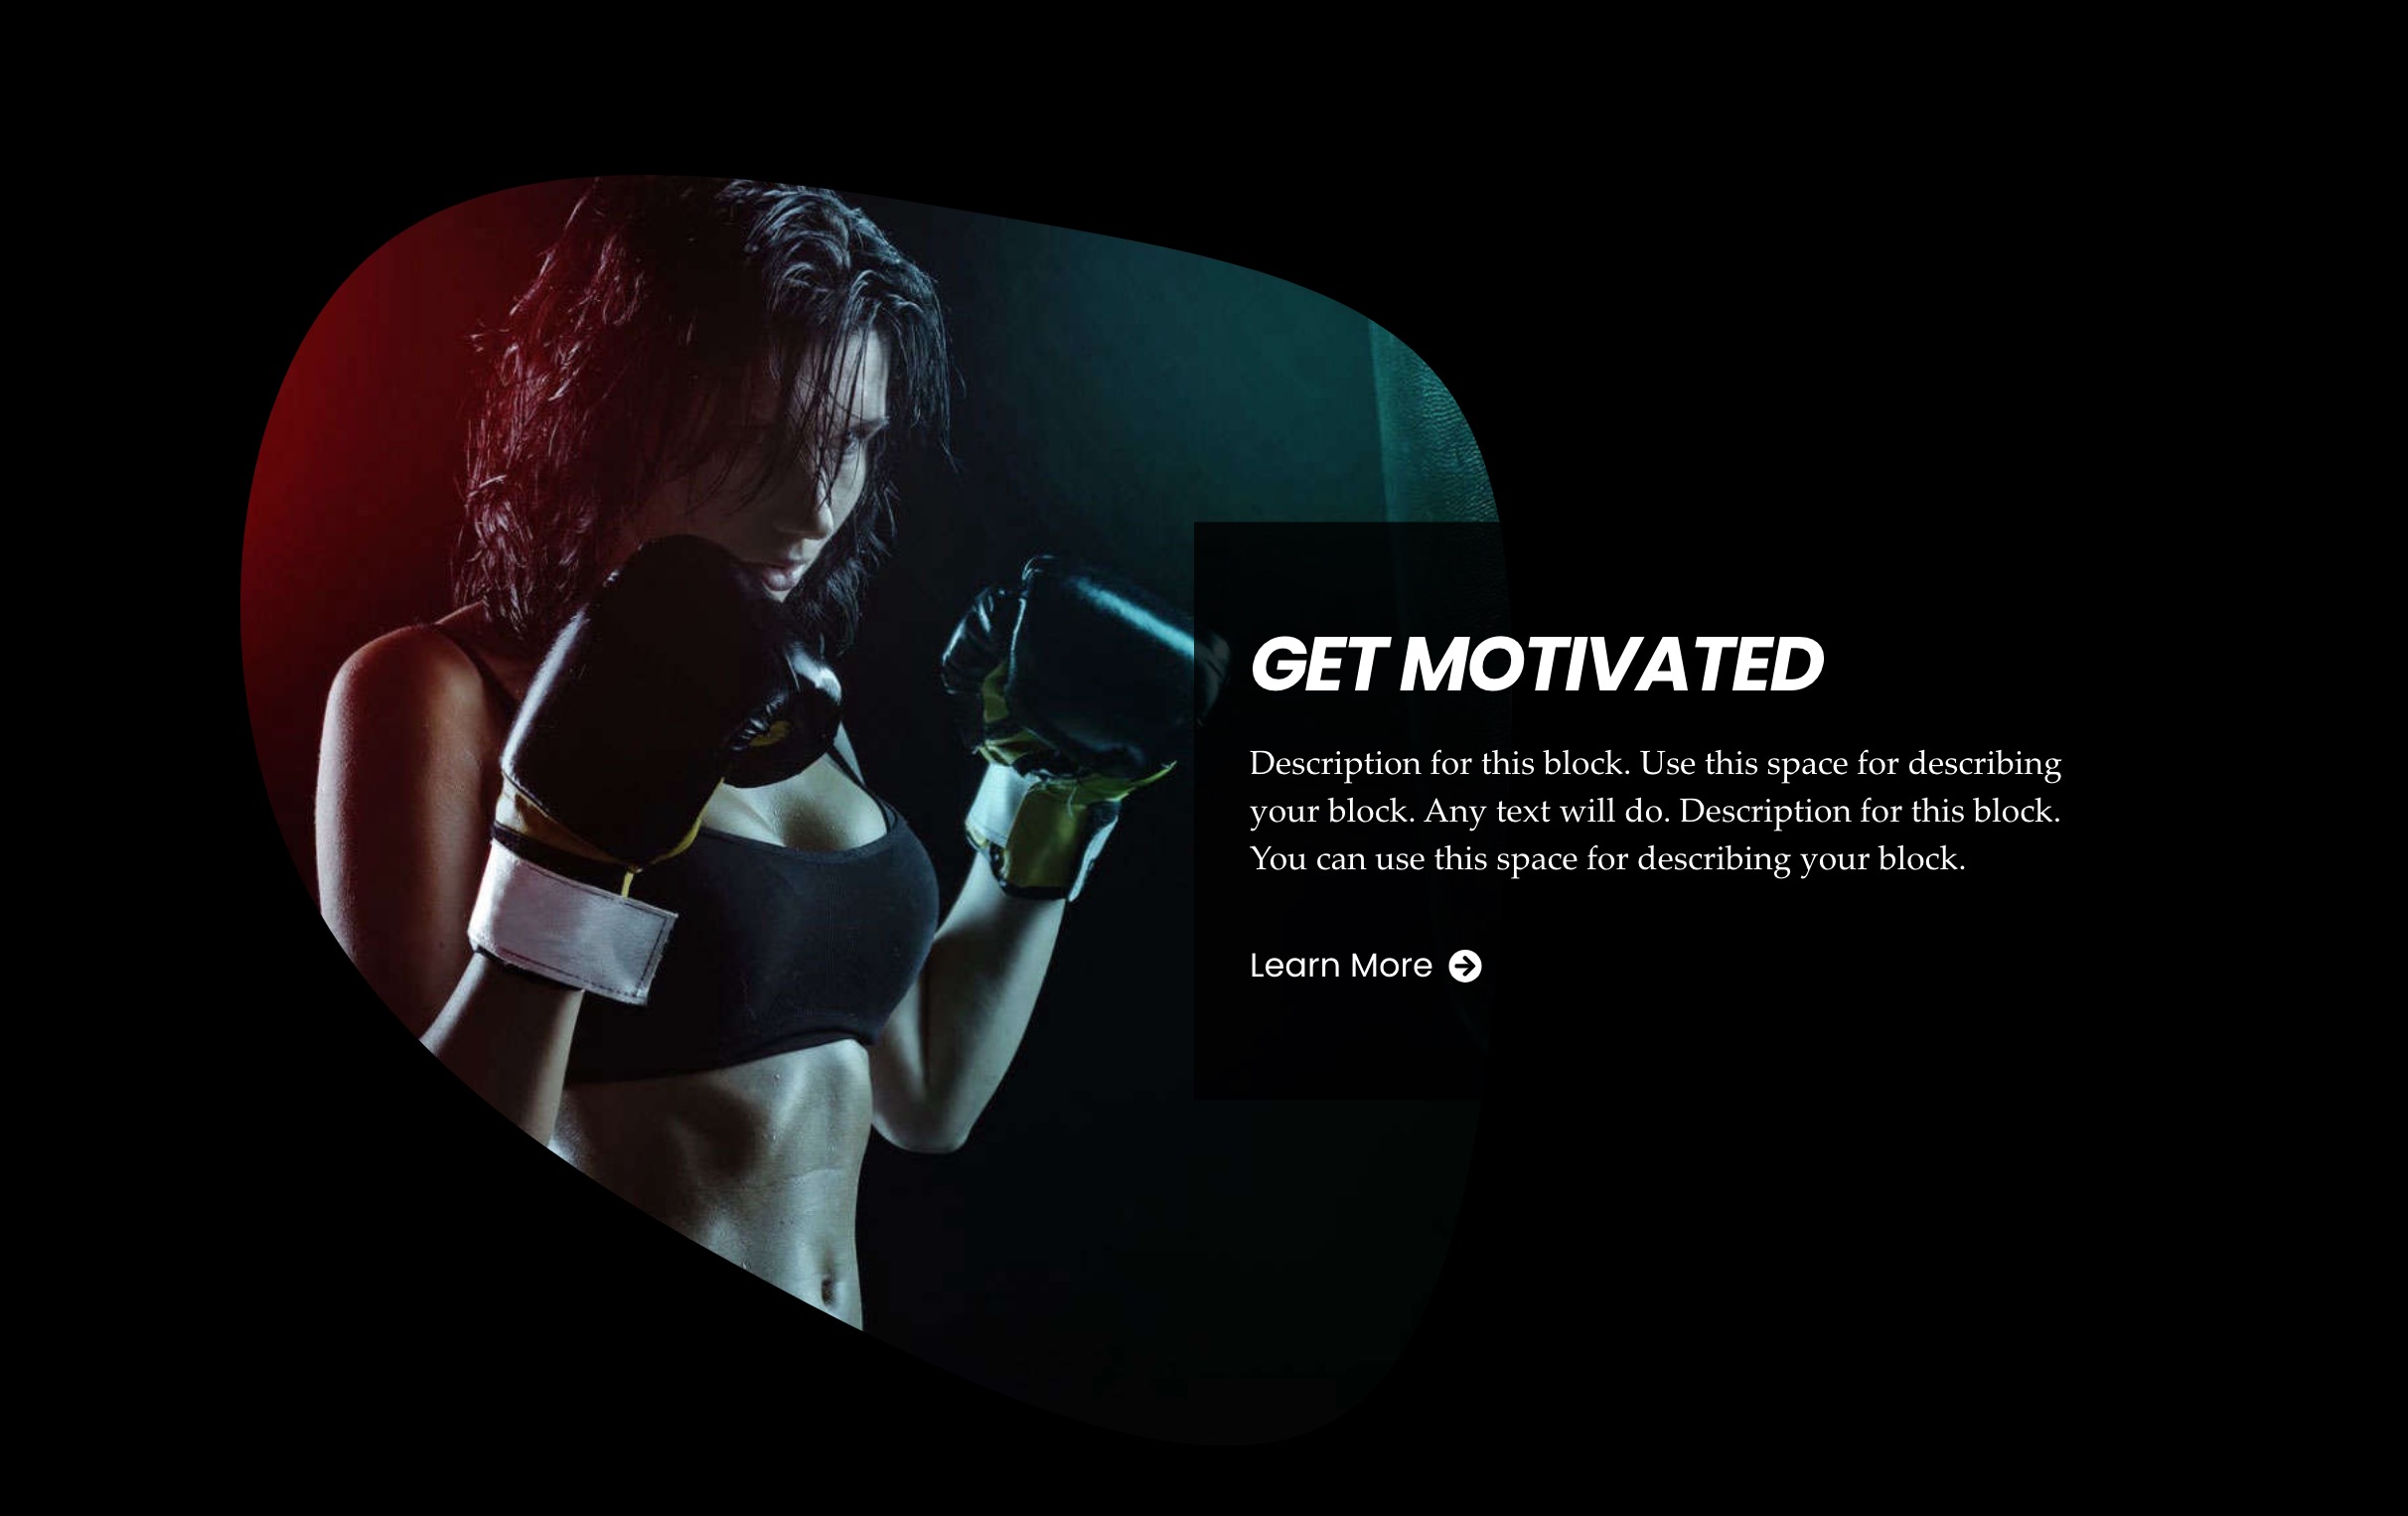 GET MOTIVATED
Description for this block. Use this space for describing
your block. Any text will do. Description for this block.
You can use this space for describing your block.
Learn More